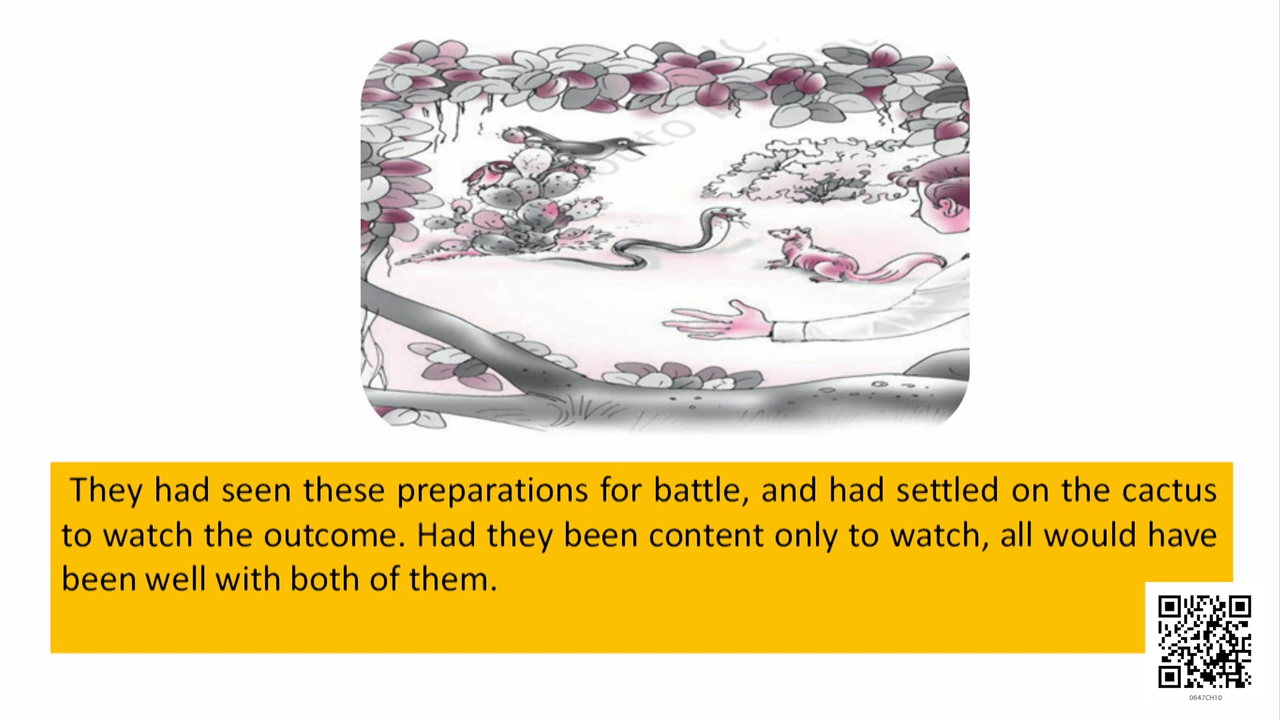 They had seen these preparations for battle, and had settled on the cactus
to watch the outcome. Had they been content only to watch, all would have
been well with both of them.
0647CH10